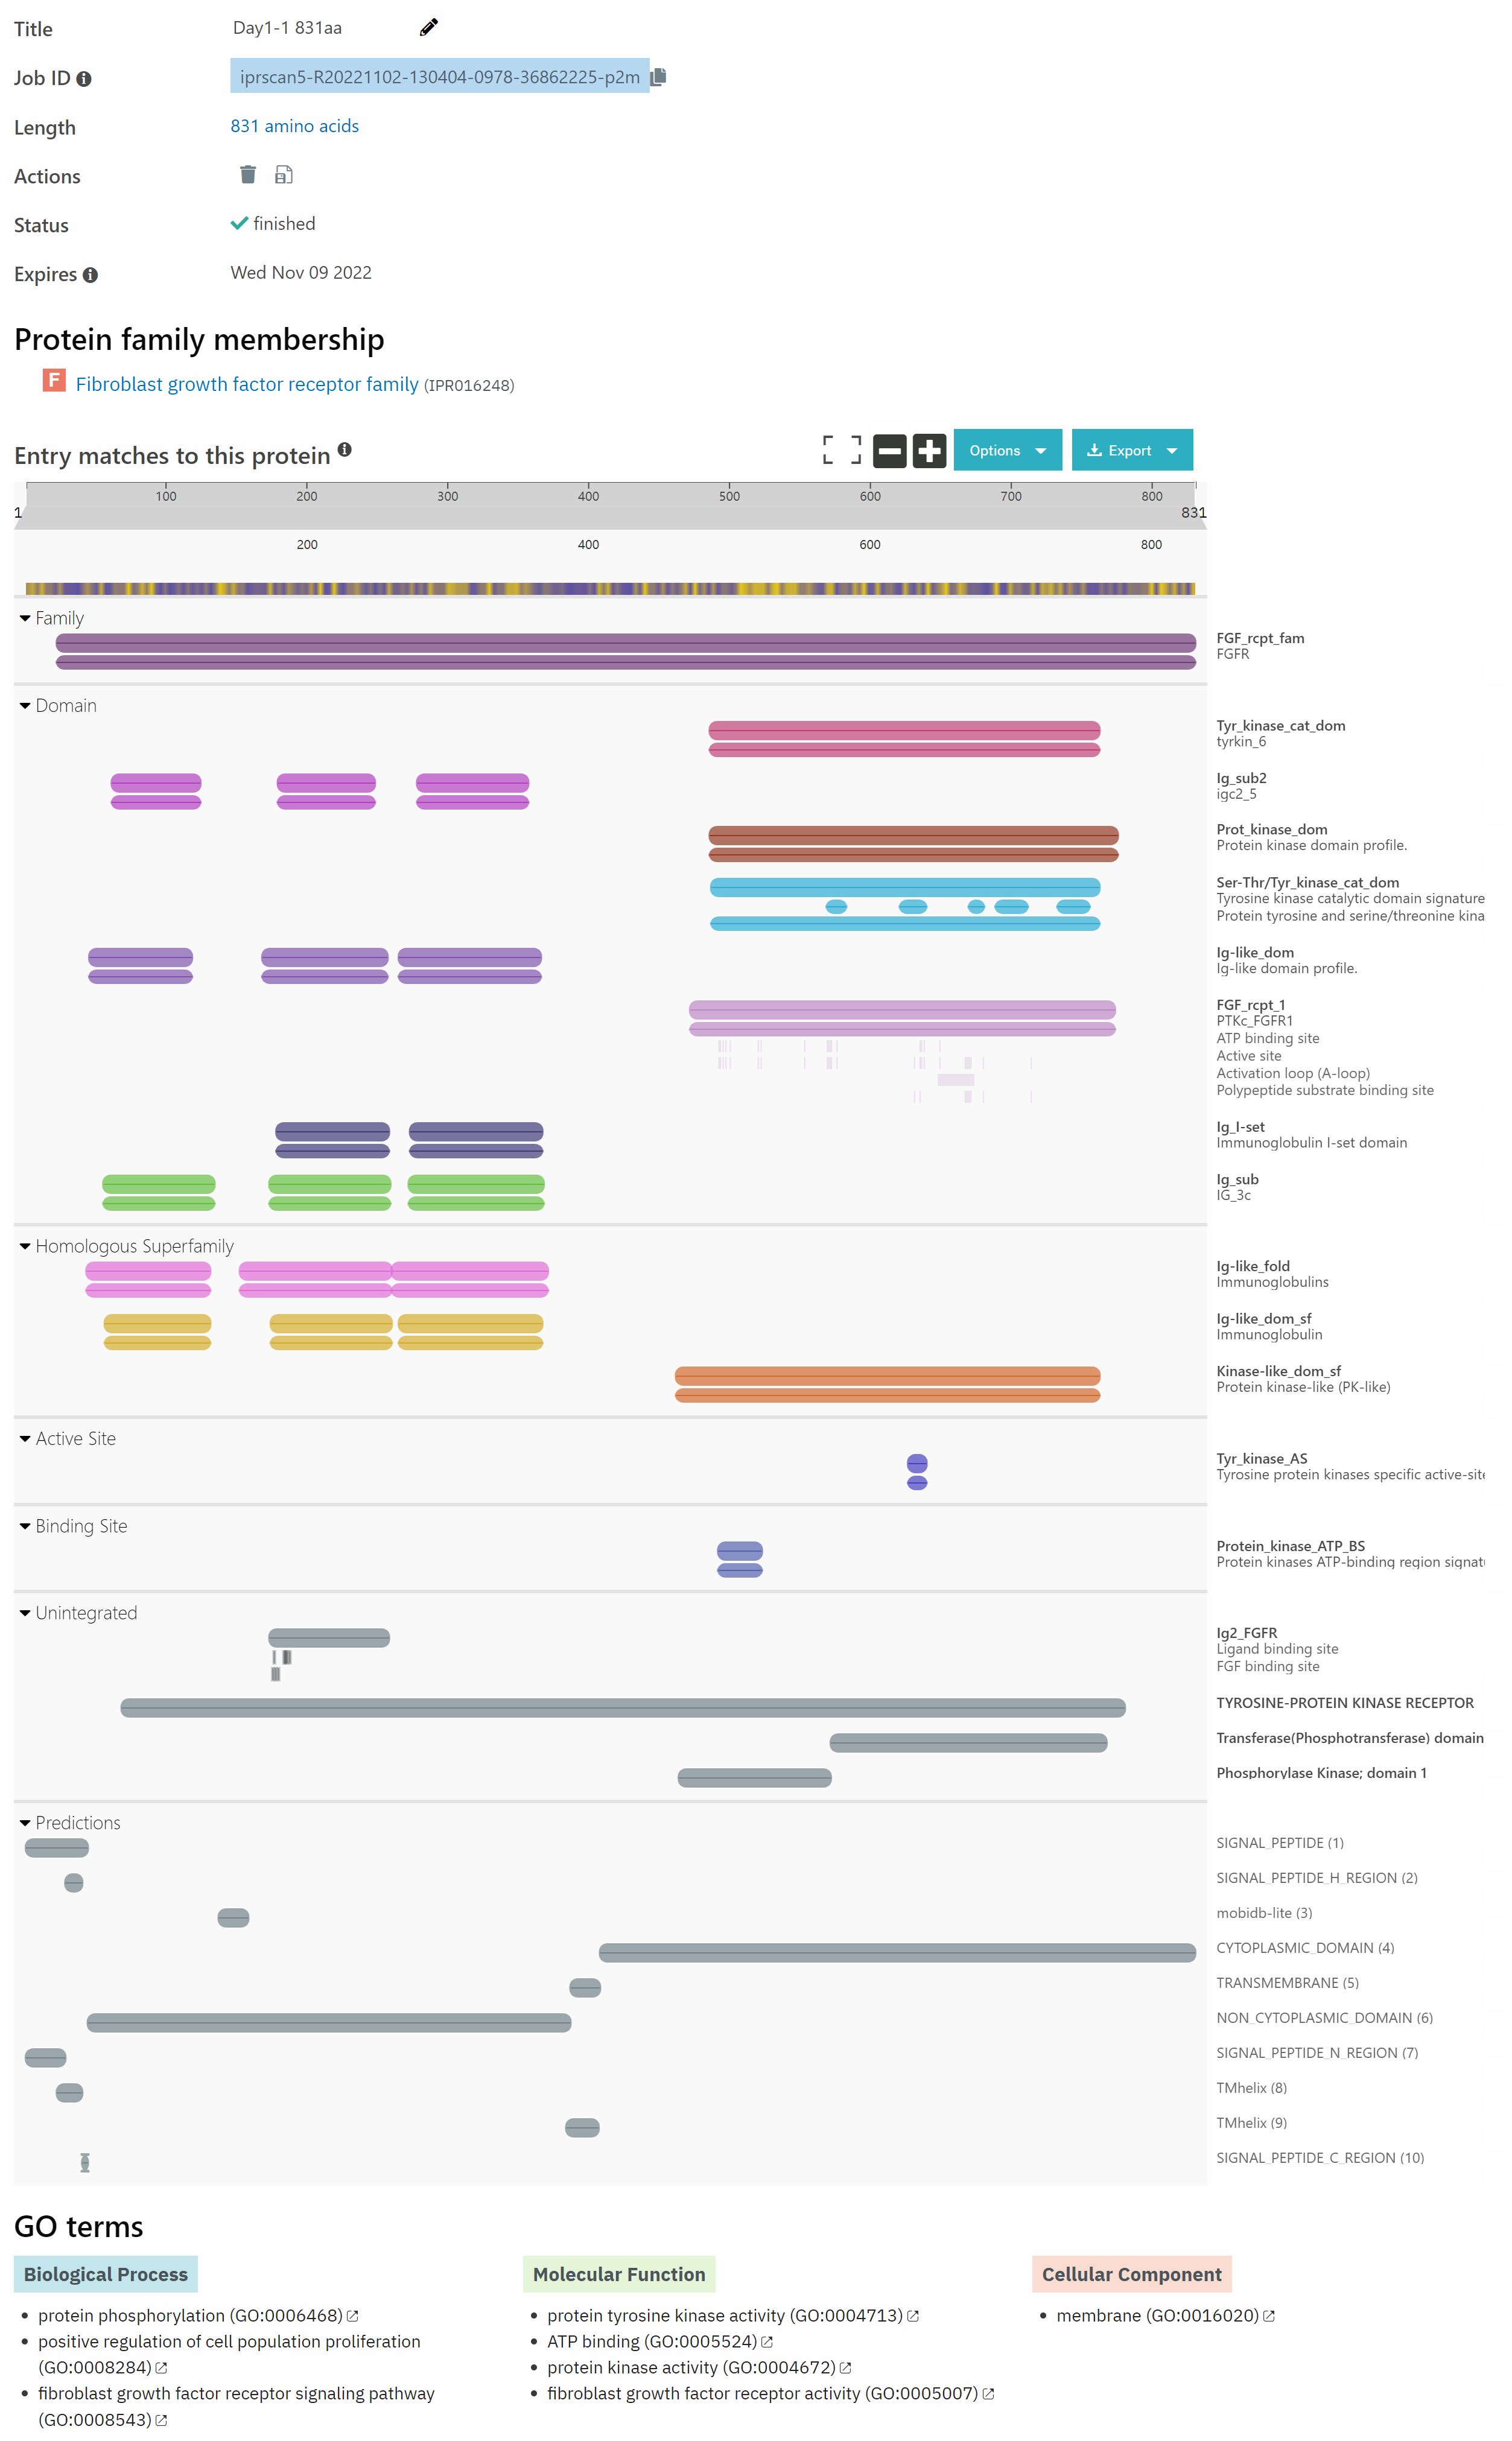 Title Day1-1 831aa
Job ID iprscan5-R20221102-130404-0978-36862225-p2m
Length 831 amino acids
Actions
Status finished
Expires Wed Nov 09 2022
Protein family membership
F Fibroblast growth factor receptor family (IPR016248)
Entry matches to this protein
Options Export
100 200 300 400 500 600 700 800
1 831
200 400 600 800
Family
FGF_rcpt_fam
FGFR
Domain
Tyr_kinase_cat_dom
tyrkin_6
Ig_sub2
igc2_5
Prot_kinase_dom
Protein kinase domain profile.
Ser-Thr/Tyr_kinase_cat_dom
Tyrosine kinase catalytic domain signature
Protein tyrosine and serine/threonine kina
Ig-like_dom
Ig-like domain profile.
FGF_rcpt_1
PTKc_FGFR1
ATP binding site
Active site
Activation loop (A-loop)
Polypeptide substrate binding site
Ig_I-set
Immunoglobulin I-set domain
Ig_sub
IG_3c
Homologous Superfamily
Ig-like_fold
Immunoglobulins
Ig-like_dom_sf
Immunoglobulin
Kinase-like_dom_sf
Protein kinase-like (PK-like)
Active Site
Tyr_kinase_AS
Tyrosine protein kinases specific active-site
Binding Site
Protein_kinase_ATP_BS
Protein kinases ATP-binding region signat
Unintegrated
Ig2_FGFR
Ligand binding site
FGF binding site
TYROSINE-PROTEIN KINASE RECEPTOR
Transferase(Phosphotransferase) domain
Phosphorylase Kinase; domain 1
Predictions
SIGNAL_PEPTIDE (1)
SIGNAL_PEPTIDE_H_REGION (2)
mobidb-lite (3)
CYTOPLASMIC_DOMAIN (4)
TRANSMEMBRANE (5)
NON_CYTOPLASMIC_DOMAIN (6)
SIGNAL_PEPTIDE_N_REGION (7)
TMhelix (8)
TMhelix (9)
SIGNAL_PEPTIDE_C_REGION (10)
GO terms
Biological Process
protein phosphorylation (GO:0006468)
positive regulation of cell population proliferation
(GO:0008284)
fibroblast growth factor receptor signaling pathway
(GO:0008543)
Molecular Function
protein tyrosine kinase activity (GO:0004713)
ATP binding (GO:0005524)
protein kinase activity (GO:0004672)
fibroblast growth factor receptor activity (GO:0005007)
Cellular Component
membrane (GO:0016020)